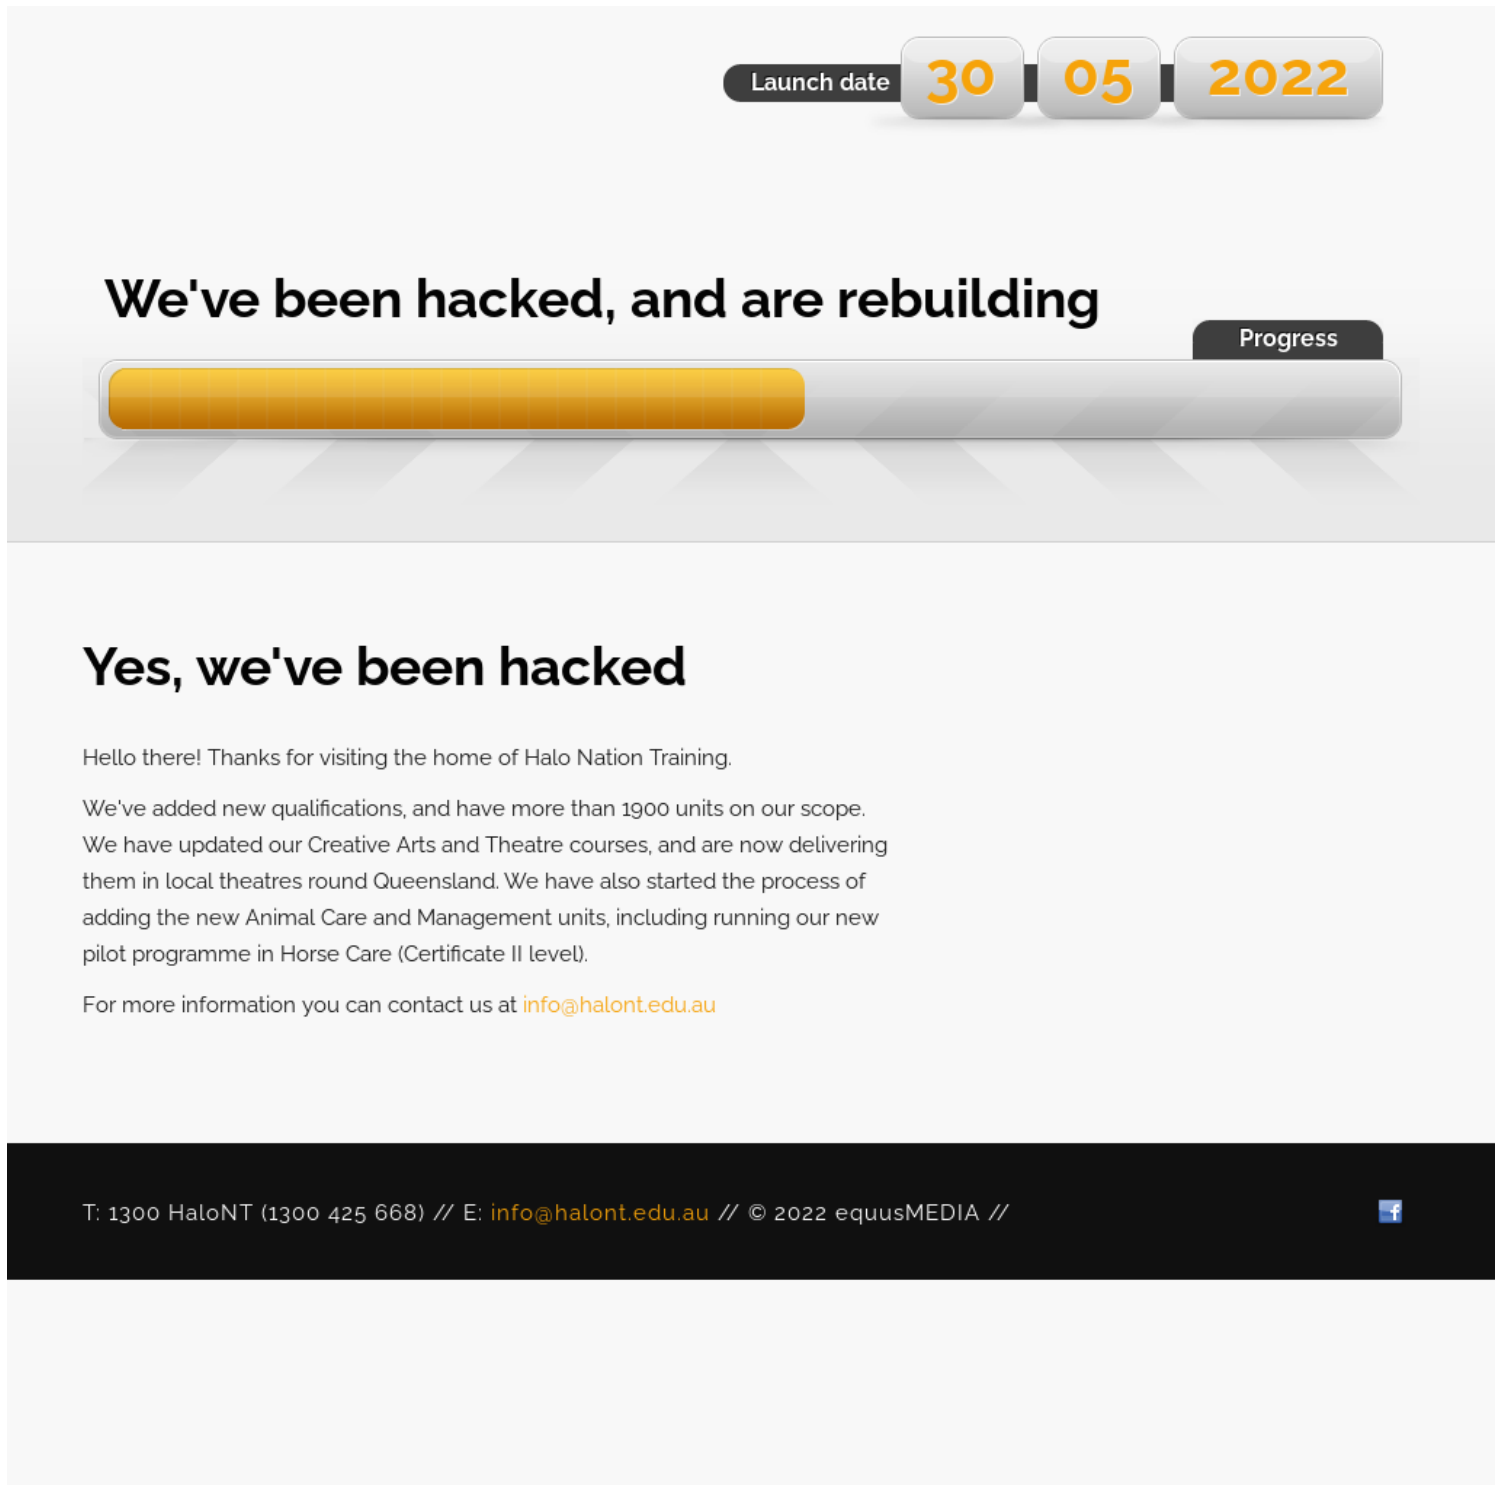 Launch date 30 05 2022
We've been hacked, and are rebuilding
Progress
Yes, we've been hacked
Hello there! Thanks for visiting the home of Halo Nation Training.
We've added new qualifications, and have more than 1900 units on our scope.
We have updated our Creative Arts and Theatre courses, and are now delivering
them in local theatres round Queensland. We have also started the process of
adding the new Animal Care and Management units, including running our new
pilot programme in Horse Care (Certificate II level).
For more information you can contact us at info@halont.edu.au
T: 1300 HaloNT (1300 425 668) // E: info@halont.edu.au // © 2022 equusMEDIA //
f